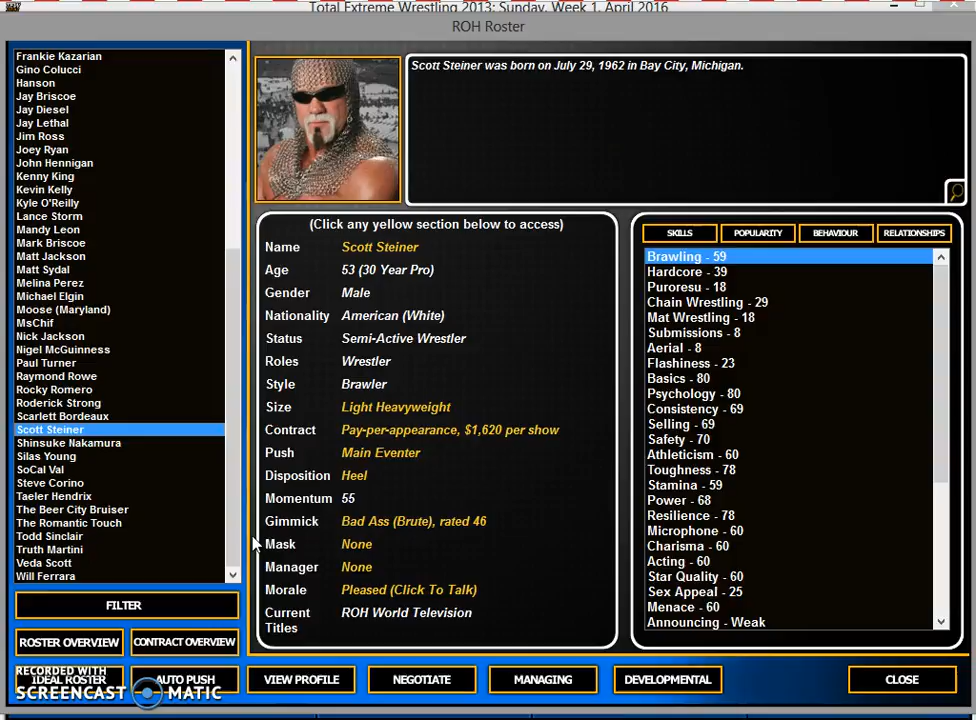 Total Extreme Wrestling 2013: Sunday, Week 1, April 2016
ROH Roster
Frankie Kazarian
Gino Colucci
Hanson
Jay Briscoe
Jay Diesel
Jay Lethal
Jim Ross
Joey Ryan
John Hennigan
Kenny King
Kevin Kelly
Kyle O'Reilly
Lance Storm
Mandy Leon
Mark Briscoe
Matt Jackson
Matt Sydal
Melina Perez
Michael Elgin
Moose (Maryland)
MsChif
Nick Jackson
Nigel McGuinness
Paul Turner
Raymond Rowe
Rocky Romero
Roderick Strong
Scarlett Bordeaux
Scott Steiner
Shinsuke Nakamura
Silas Young
SoCal Val
Steve Corino
Taeler Hendrix
The Beer City Bruiser
The Romantic Touch
Todd Sinclair
Truth Martini
Veda Scott
Will Ferrara
FILTER
ROSTER OVERVIEW
CONTRACT OVERVIEW
IDEAL ROSTER
AUTO PUSH
RECORDED WITH
SCREENCAST MATIC
Scott Steiner was born on July 29, 1962 in Bay City, Michigan.
(Click any yellow section below to access)
Name Scott Steiner
Age 53 (30 Year Pro)
Gender Male
Nationality American (White)
Status Semi-Active Wrestler
Roles Wrestler
Style Brawler
Size Light Heavyweight
Contract Pay-per-appearance, $1,620 per show
Push Main Eventer
Disposition Heel
Momentum 55
Gimmick Bad Ass (Brute), rated 46
Mask None
Manager None
Morale Pleased (Click To Talk)
Current ROH World Television
Titles
SKILLS
POPULARITY
BEHAVIOUR
RELATIONSHIPS
Brawling - 59
Hardcore - 39
Puroresu - 18
Chain Wrestling - 29
Mat Wrestling - 18
Submissions - 8
Aerial - 8
Flashiness - 23
Basics - 80
Psychology - 80
Consistency - 69
Selling - 69
Safety - 70
Athleticism - 60
Toughness - 78
Stamina - 59
Power - 68
Resilience - 78
Microphone - 60
Charisma - 60
Acting - 60
Star Quality - 60
Sex Appeal - 25
Menace - 60
Announcing - Weak
VIEW PROFILE
NEGOTIATE
MANAGING
DEVELOPMENTAL
CLOSE